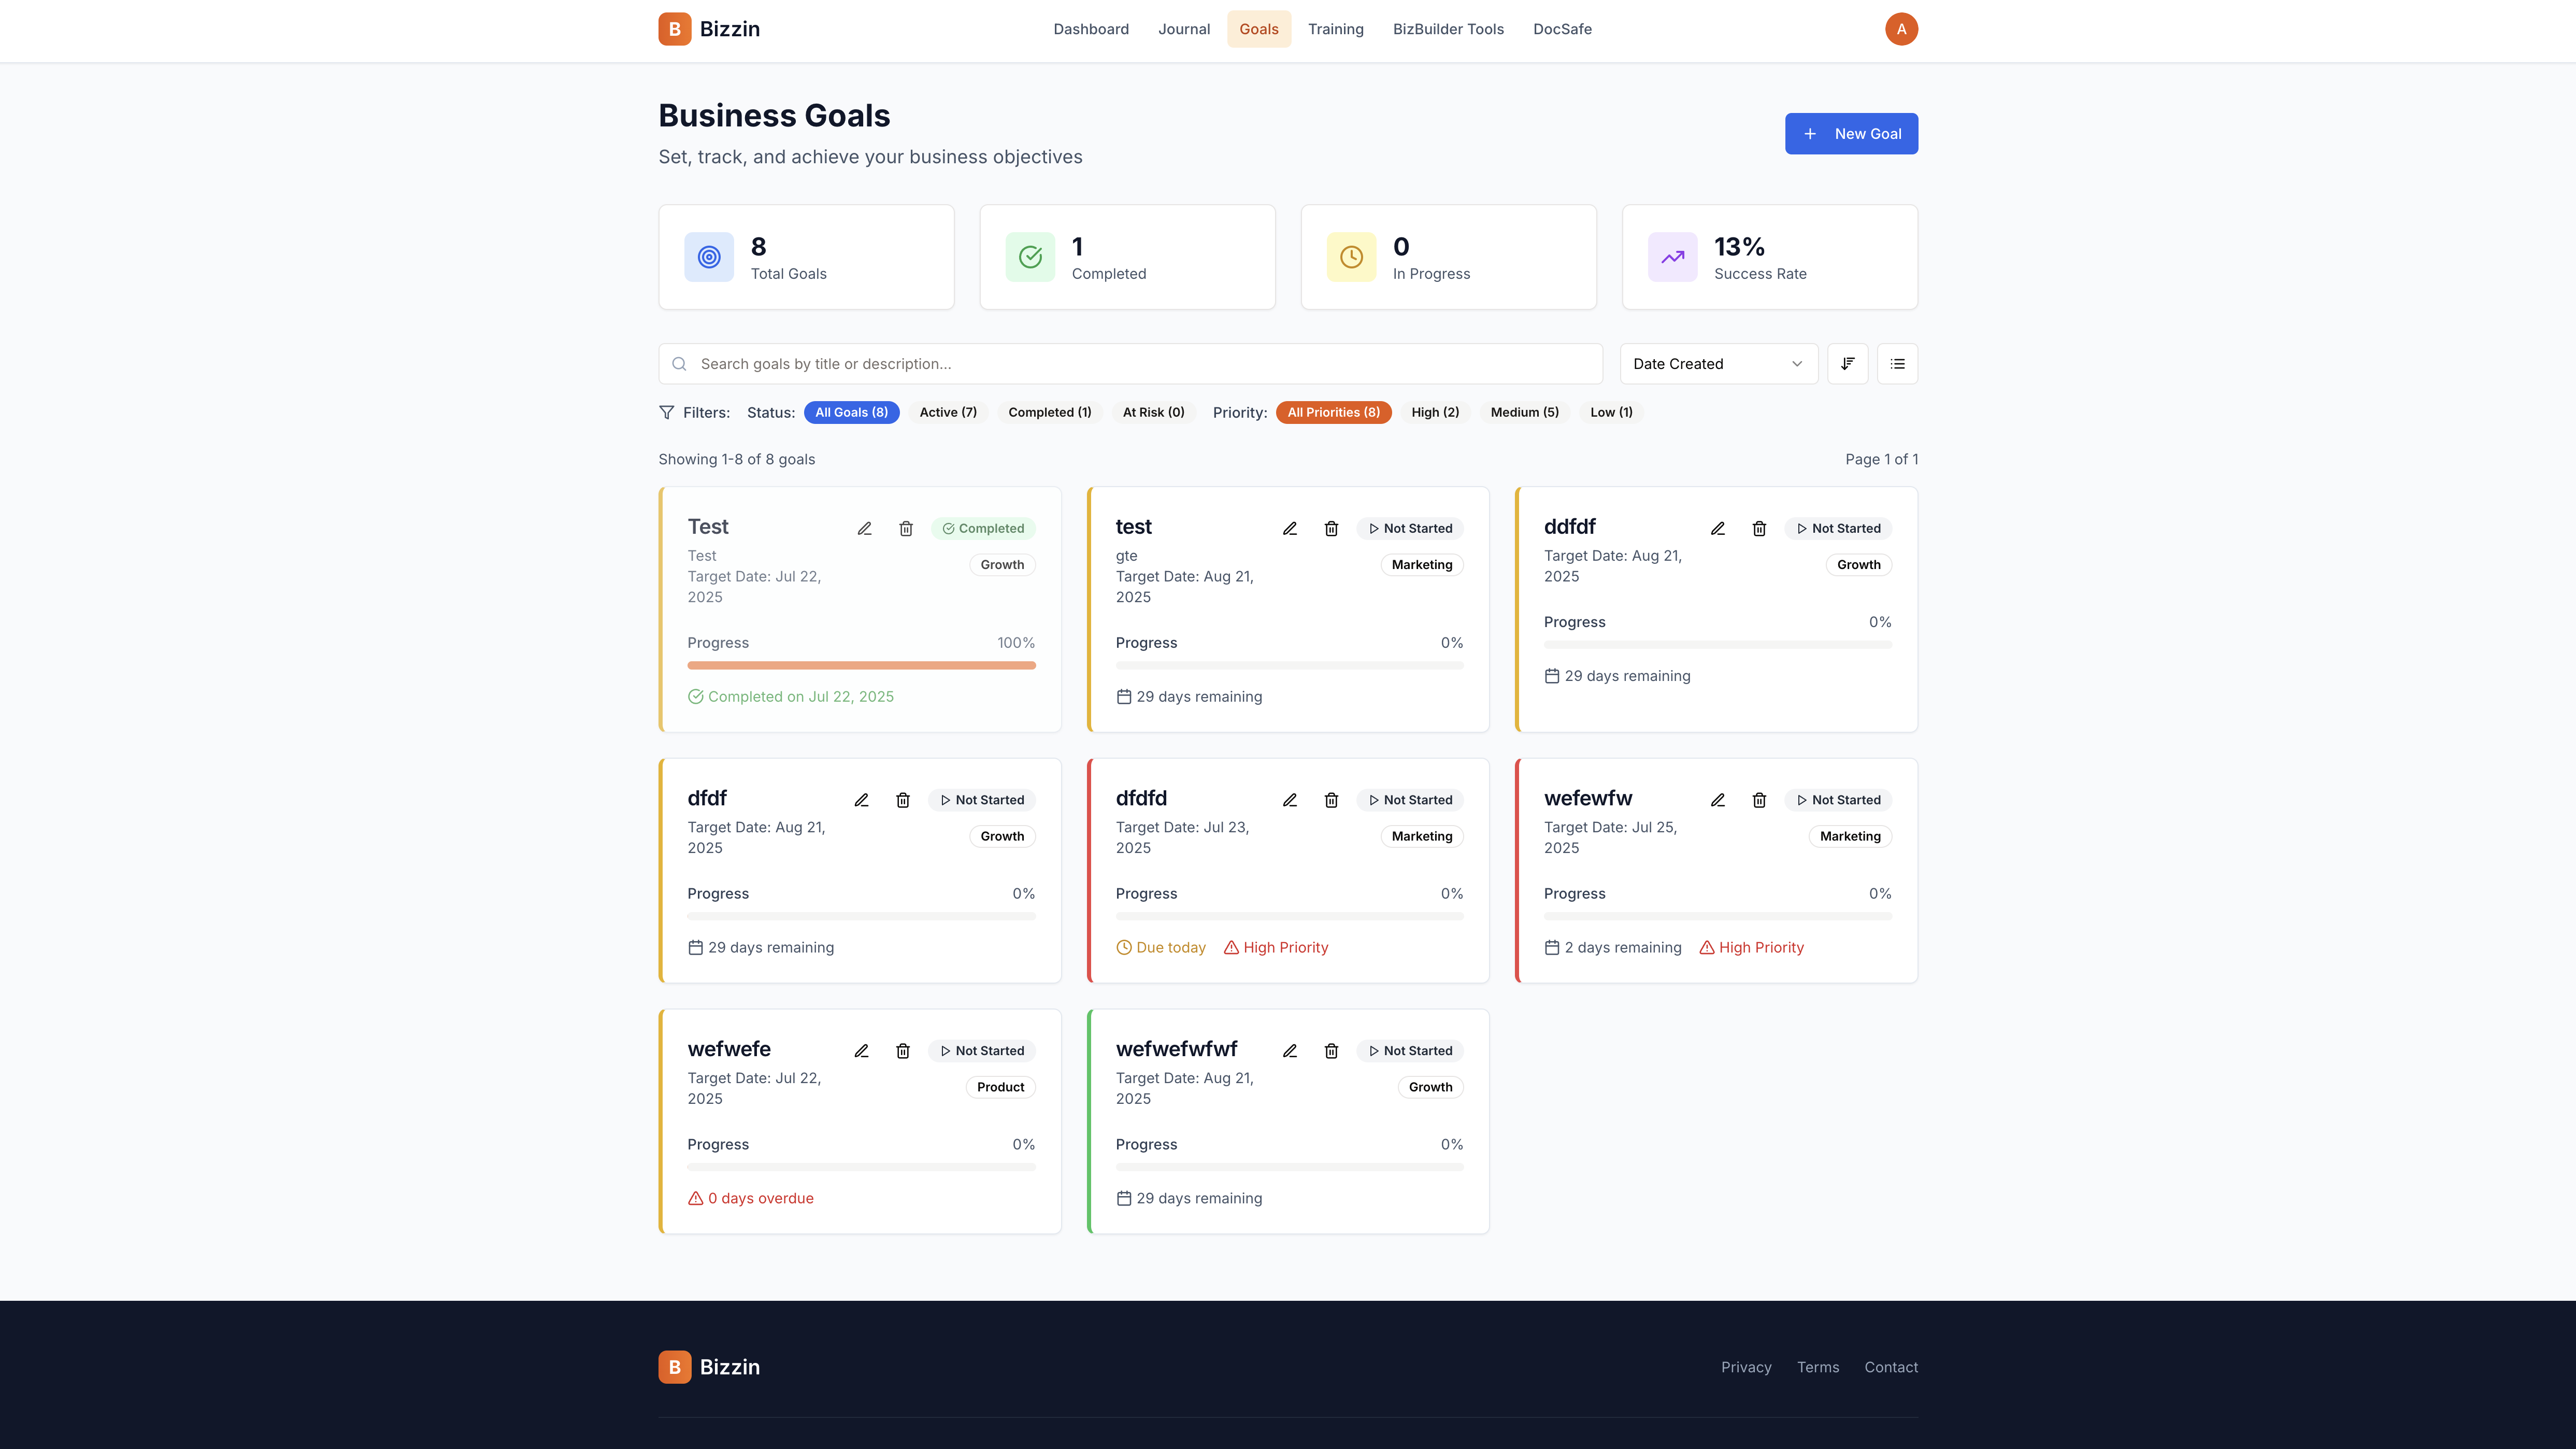 B Bizzin
Dashboard Journal Goals Training BizBuilder Tools DocSafe
A
Business Goals
Set, track, and achieve your business objectives
New Goal
8
Total Goals
1
Completed
0
In Progress
13%
Success Rate
Search goals by title or description...
Date Created
Filters: Status: All Goals (8) Active (7) Completed (1) At Risk (0) Priority: All Priorities (8) High (2) Medium (5) Low (1)
Showing 1-8 of 8 goals
Page 1 of 1
Test
Completed
Test
Growth
Target Date: Jul 22,
2025
Progress 100%
Completed on Jul 22, 2025
test
Not Started
gte
Marketing
Target Date: Aug 21,
2025
Progress 0%
29 days remaining
ddfdf
Not Started
Target Date: Aug 21,
2025
Growth
Progress 0%
29 days remaining
dfdf
Not Started
Target Date: Aug 21,
2025
Growth
Progress 0%
29 days remaining
dfdfd
Not Started
Target Date: Jul 23,
2025
Marketing
Progress 0%
Due today High Priority
wefewfw
Not Started
Target Date: Jul 25,
2025
Marketing
Progress 0%
2 days remaining High Priority
wefwefe
Not Started
Target Date: Jul 22,
2025
Product
Progress 0%
0 days overdue
wefwefwfwf
Not Started
Target Date: Aug 21,
2025
Growth
Progress 0%
29 days remaining
B Bizzin
Privacy Terms Contact